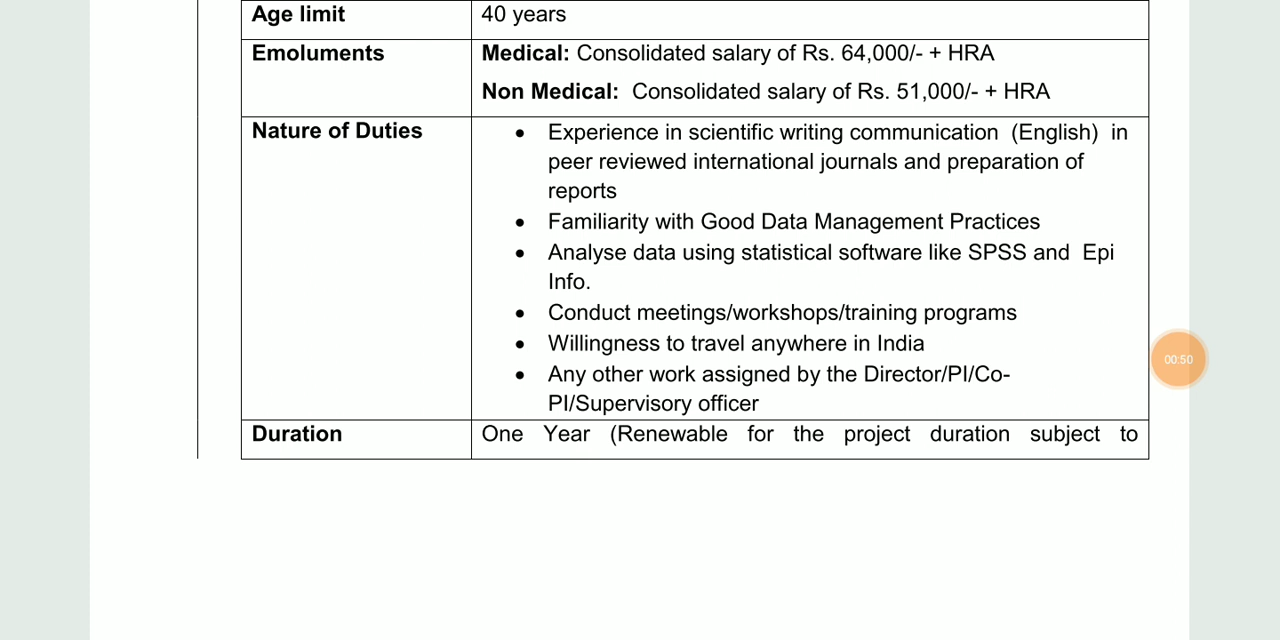 Age limit 40 years
Emoluments Medical: Consolidated salary of Rs. 64,000/- + HRA
Non Medical: Consolidated salary of Rs. 51,000/- + HRA
Nature of Duties • Experience in scientific writing communication (English) in
peer reviewed international journals and preparation of
reports
• Familiarity with Good Data Management Practices
• Analyse data using statistical software like SPSS and Epi
Info.
• Conduct meetings/workshops/training programs
• Willingness to travel anywhere in India
00:50
• Any other work assigned by the Director/PI/Co-
PI/Supervisory officer
Duration One Year (Renewable for the project duration subject to